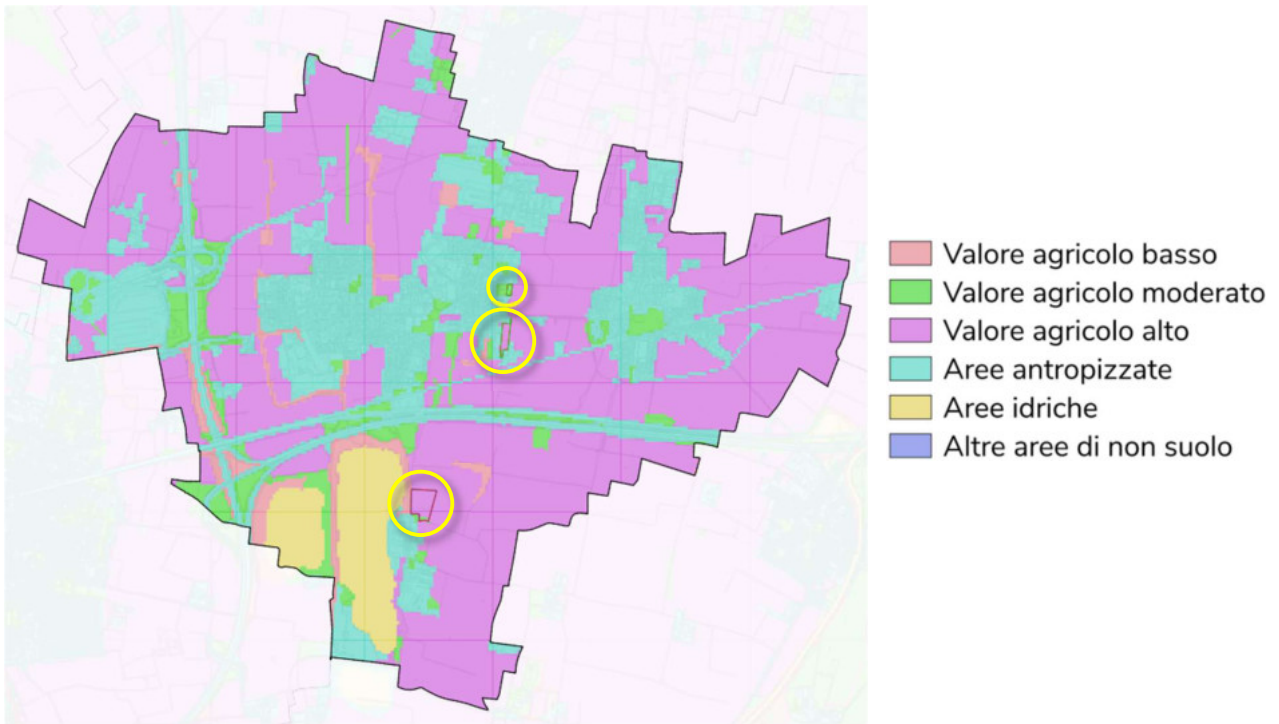 Valore agricolo basso
Valore agricolo moderato
Valore agricolo alto
Aree antropizzate
Aree idriche
Altre aree di non suolo